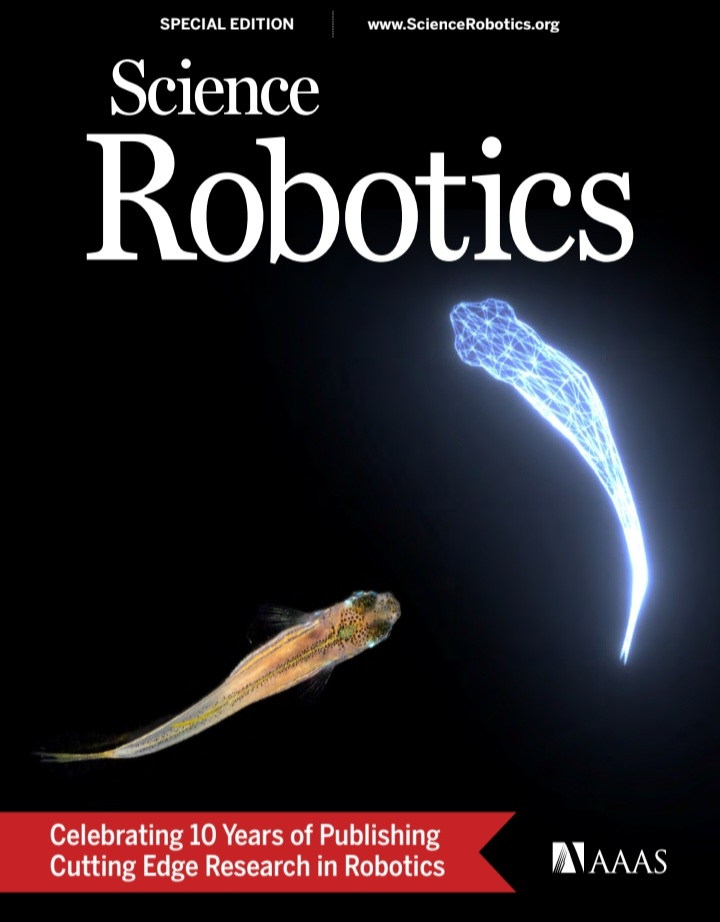 SPECIAL EDITION
www.ScienceRobotics.org
Science
Robotics
Celebrating 10 Years of Publishing
Cutting Edge Research in Robotics
AAAS